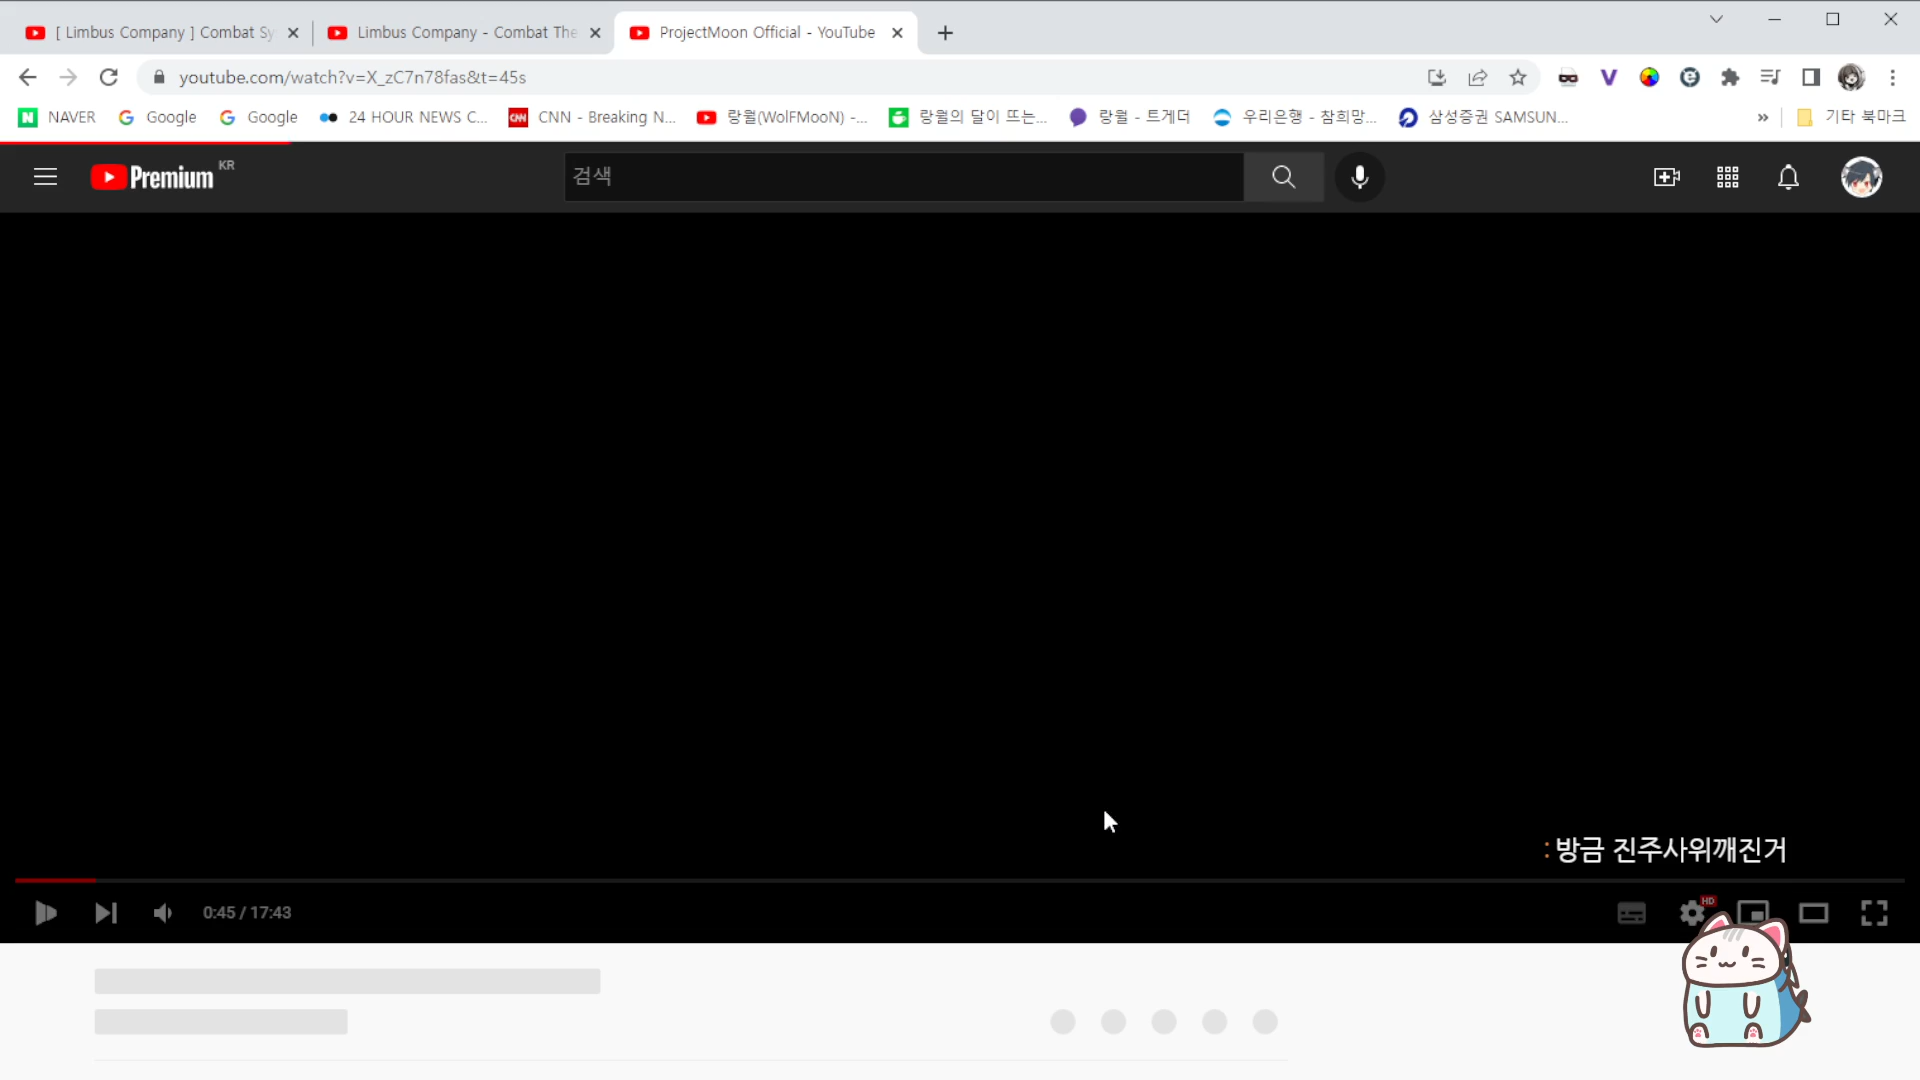 [ Limbus Company ] Combat Sy
Limbus Company - Combat The
ProjectMoon Official - YouTube
youtube.com/watch?v=X_zC7n78fas&t=45s
NAVER
Google
Google
24 HOUR NEWS C...
CNN - Breaking N...
랑월(WolFMooN) -...
랑월의 달이 뜨는...
랑월 - 트게더
우리은행 - 참희망...
삼성증권 SAMSUN...
»
기타 북마크
Premium KR
검색
: 방금 진주사위깨진거
0:45 / 17:43
HD